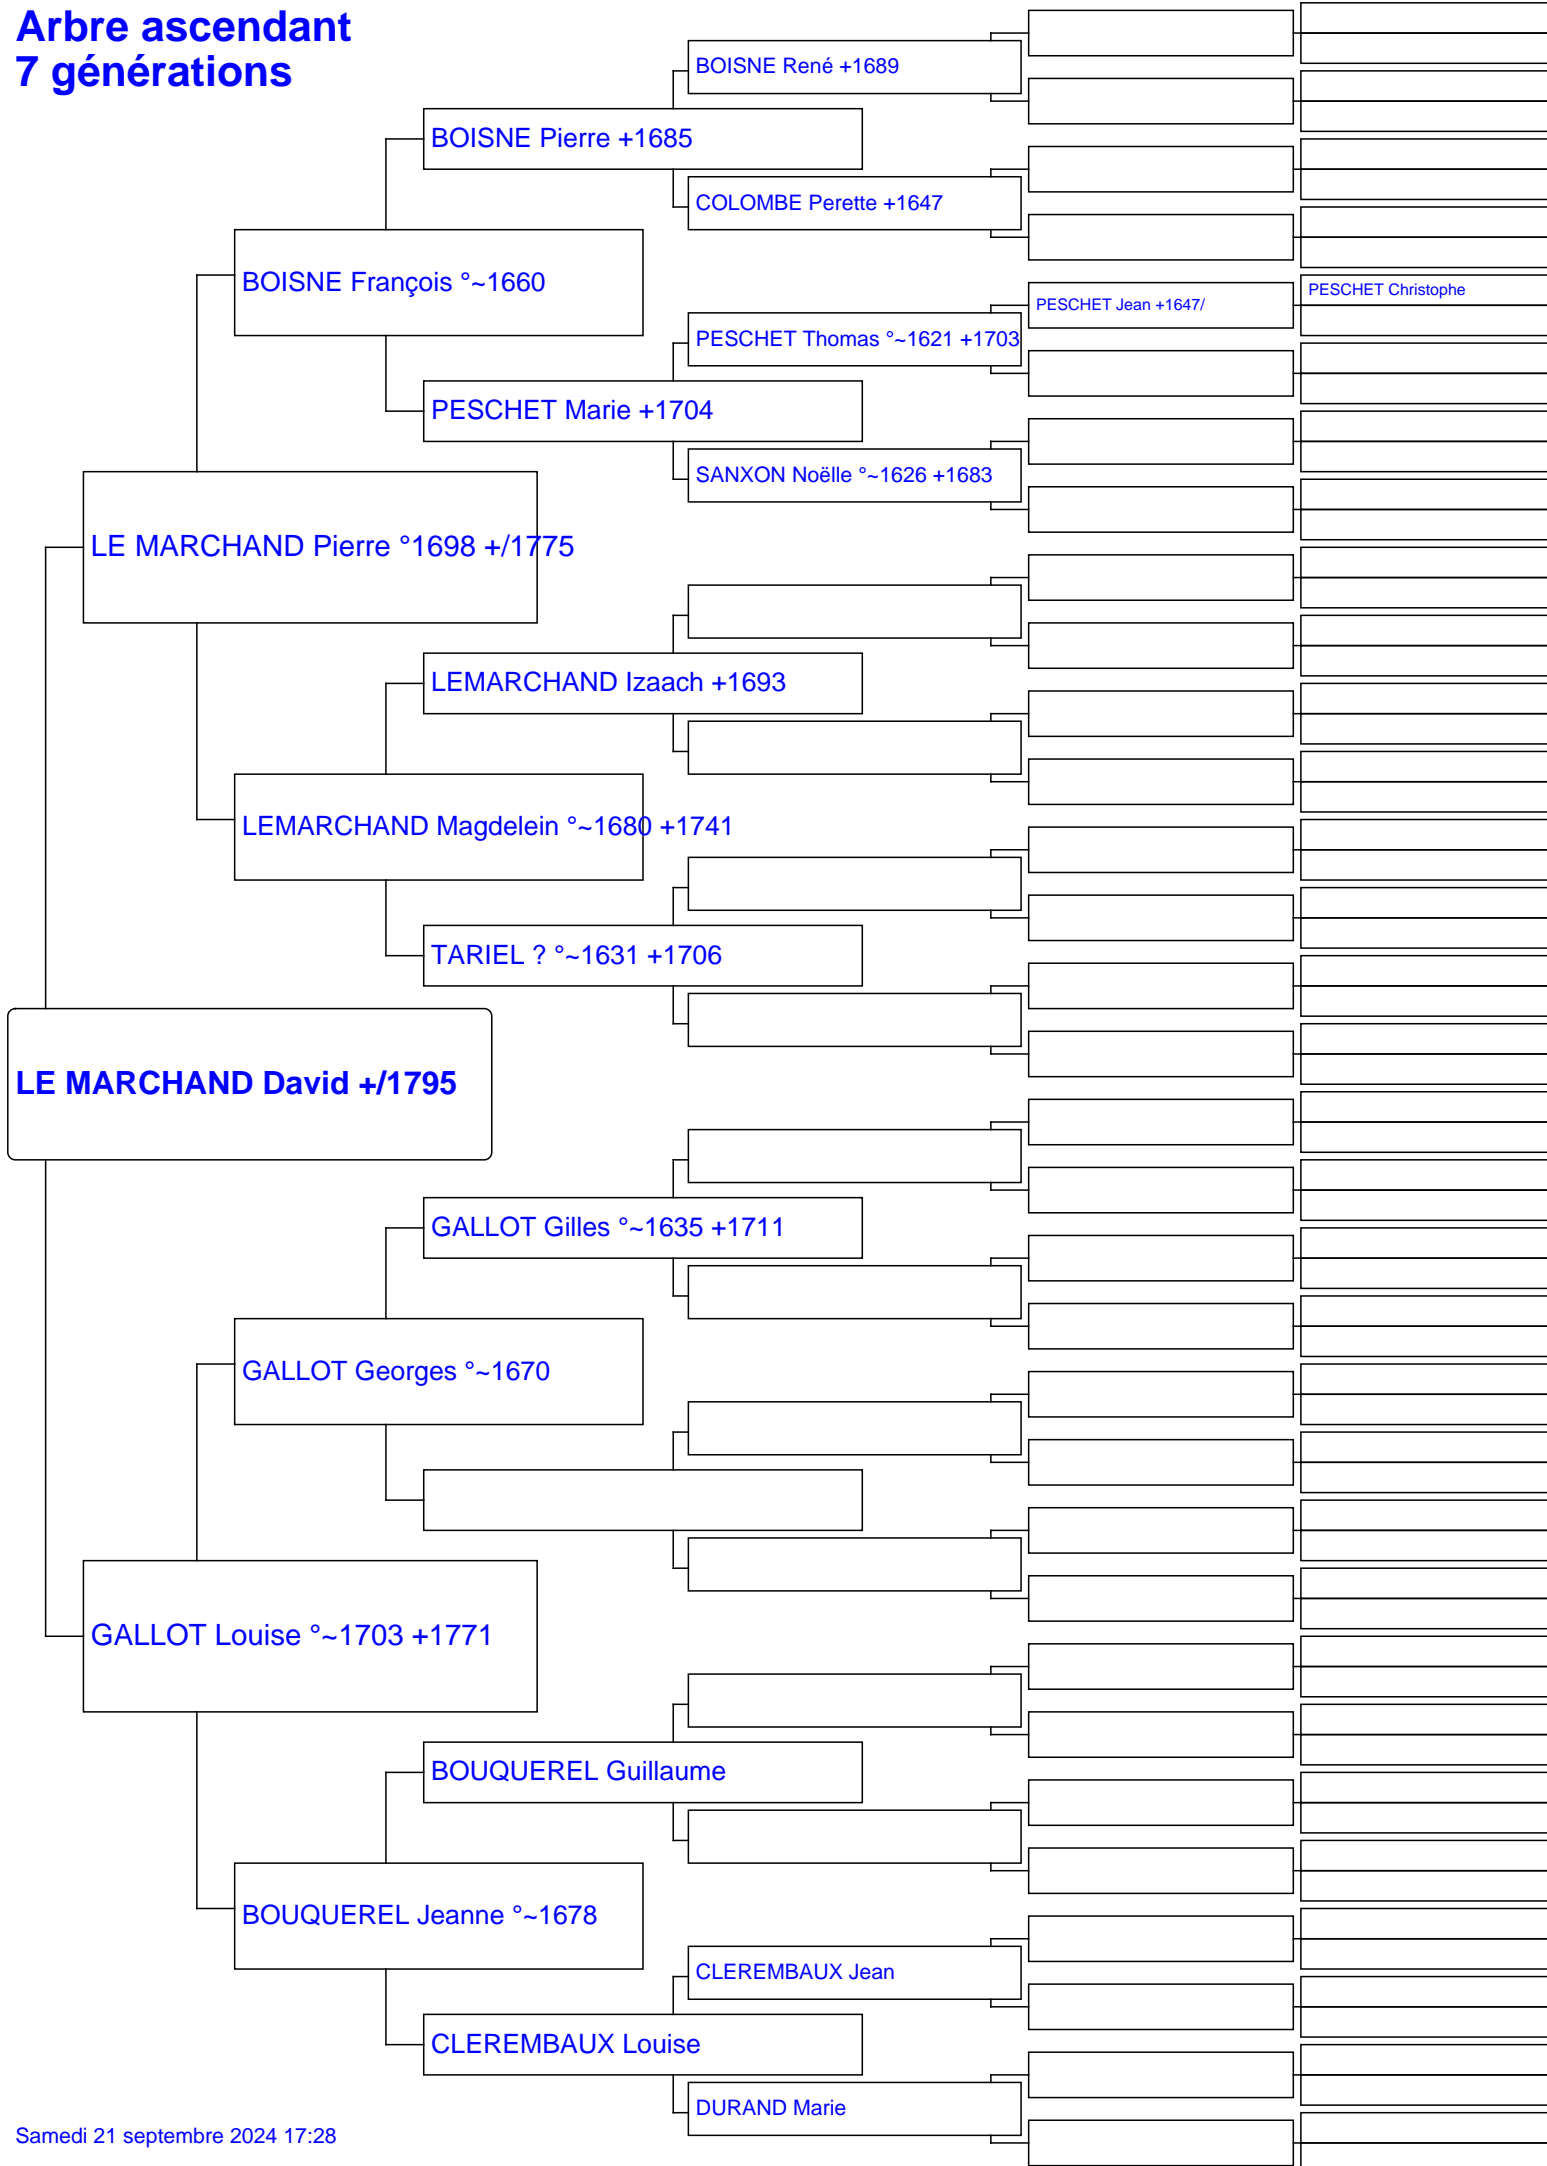 Arbre ascendant
7 générations
BOISNE René +1689
BOISNE Pierre +1685
COLOMBE Perette +1647
BOISNE François °~1660
PESCHET Christophe
PESCHET Jean +1647/
PESCHET Thomas °~1621 +1703
PESCHET Marie +1704
SANXON Noëlle °~1626 +1683
LE MARCHAND Pierre °1698 +/1775
LEMARCHAND Izaach +1693
LEMARCHAND Magdelein °~1680 +1741
TARIEL ? °~1631 +1706
LE MARCHAND David +/1795
GALLOT Gilles °~1635 +1711
GALLOT Georges °~1670
GALLOT Louise °~1703 +1771
BOUQUEREL Guillaume
BOUQUEREL Jeanne °~1678
CLEREMBAUX Jean
CLEREMBAUX Louise
DURAND Marie
Samedi 21 septembre 2024 17:28